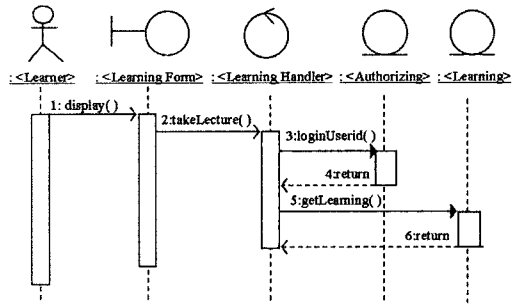 : <Learner> : <Learning Form> : <Learning Handler> : <Authorizing> : <Learning>
1: display( )
2:takeLecture( )
3:loginUserid( )
4:return
5:getLearning( )
6:return